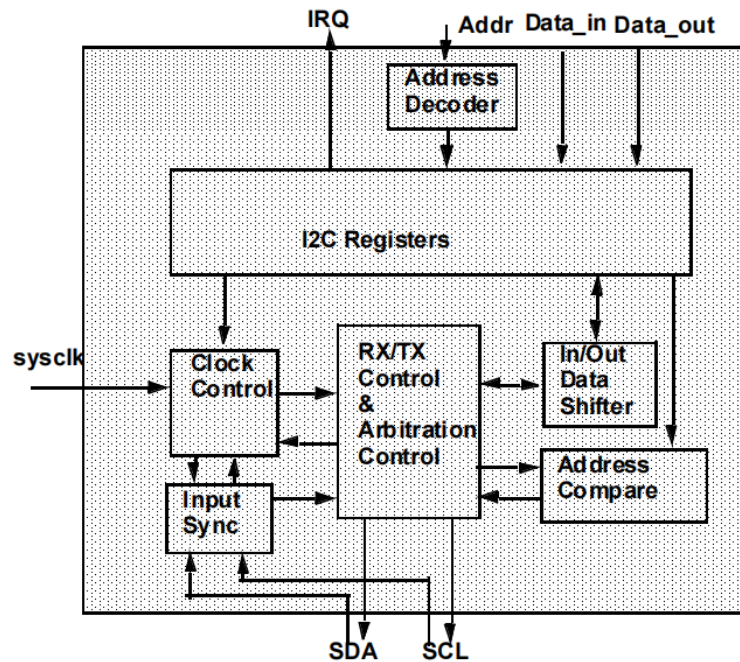 IRQ
Addr
Data_in
Data_out
Address
Decoder
I2C Registers
sysclk
Clock
Control
RX/TX
Control
&
Arbitration
Control
In/Out
Data
Shifter
Input
Sync
Address
Compare
SDA
SCL